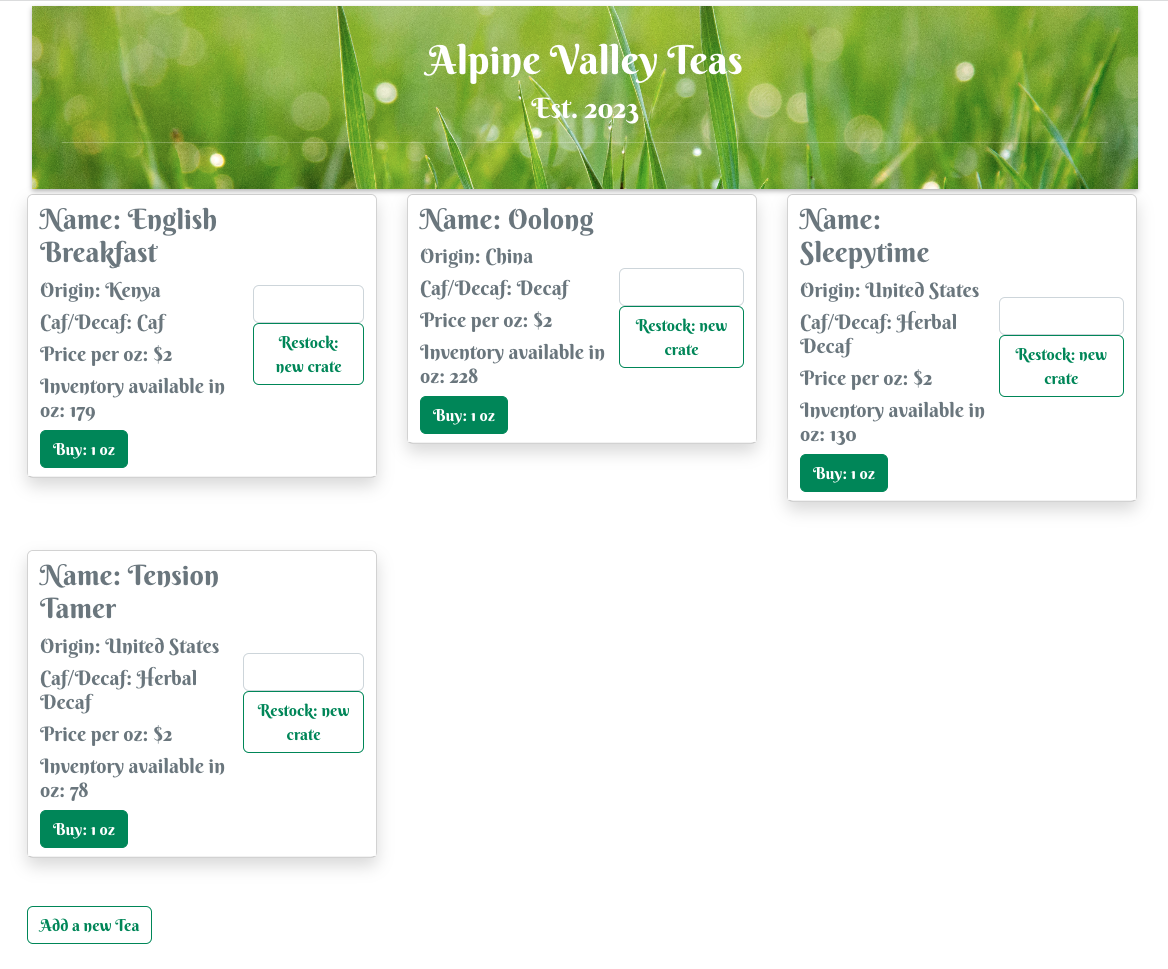 Alpine Valley Teas
Est. 2023
Name: English
Breakfast
Origin: Kenya
Caf/Decaf: Caf
Price per oz: $2
Inventory available in
oz: 179
Buy: 1 oz
Restock:
new crate
Name: Oolong
Origin: China
Caf/Decaf: Decaf
Price per oz: $2
Inventory available in
oz: 228
Buy: 1 oz
Restock: new
crate
Name:
Sleepytime
Origin: United States
Caf/Decaf: Herbal
Decaf
Price per oz: $2
Inventory available in
oz: 130
Buy: 1 oz
Restock: new
crate
Name: Tension
Tamer
Origin: United States
Caf/Decaf: Herbal
Decaf
Price per oz: $2
Inventory available in
oz: 78
Buy: 1 oz
Restock: new
crate
Add a new Tea